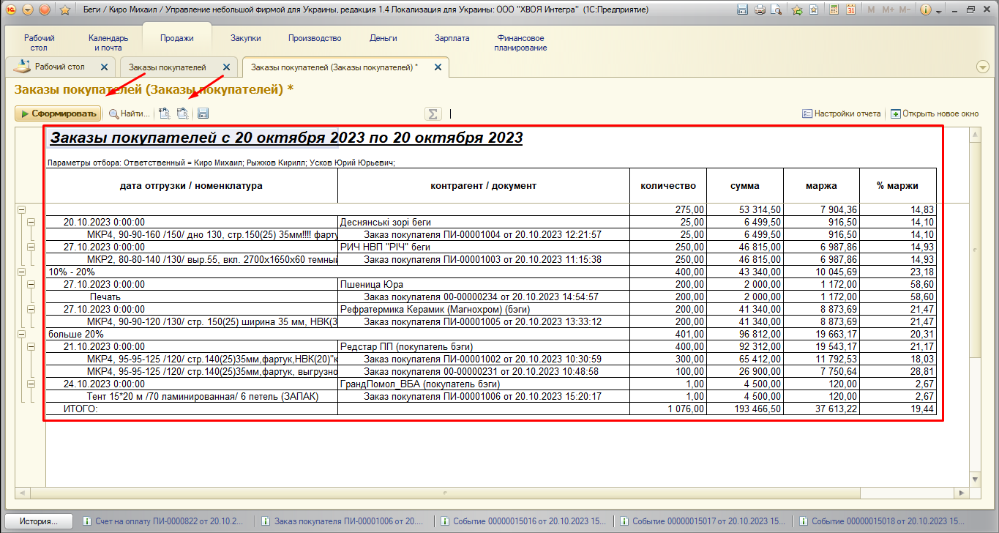 Беги / Киро Михаил / Управление небольшой фирмой для Украины, редакция 1.4 Локализация для Украины: ООО "ХВОЯ Интегра" (1С:Предприятие)
M M+ M-
Рабочий стол Календарь и почта Продажи Закупки Производство Деньги Зарплата Финансовое планирование
Рабочий стол Заказы покупателей Заказы покупателей (Заказы покупателей) *
Заказы покупателей (Заказы покупателей) *
Сформировать Найти... Σ Настройки отчета Открыть новое окно
Заказы покупателей с 20 октября 2023 по 20 октября 2023
Параметры отбора: Ответственный = Киро Михаил; Рыжков Кирилл; Усков Юрий Юрьевич;
дата отгрузки / номенклатура контрагент / документ количество сумма маржа % маржи
275,00 53 314,50 7 904,36 14,83
20.10.2023 0:00:00 Деснянські зорі беги 25,00 6 499,50 916,50 14,10
МКР4, 90-90-160 /150/ дно 130, стр.150(25) 35мм!!!! фарту Заказ покупателя ПИ-00001004 от 20.10.2023 12:21:57 25,00 6 499,50 916,50 14,10
27.10.2023 0:00:00 РИЧ НВП "РІЧ" беги 250,00 46 815,00 6 987,86 14,93
МКР2, 80-80-140 /130/ выр.55, вкл. 2700х1650х60 темный Заказ покупателя ПИ-00001003 от 20.10.2023 11:15:38 250,00 46 815,00 6 987,86 14,93
10% - 20% 400,00 43 340,00 10 045,69 23,18
27.10.2023 0:00:00 Пшеница Юра 200,00 2 000,00 1 172,00 58,60
Печать Заказ покупателя 00-00000234 от 20.10.2023 14:54:57 200,00 2 000,00 1 172,00 58,60
27.10.2023 0:00:00 Рефратермика Керамик (Магнохром) (бэги) 200,00 41 340,00 8 873,69 21,47
МКР4, 90-90-120 /130/ стр. 150(25) ширина 35 мм, НВК(3 Заказ покупателя ПИ-00001005 от 20.10.2023 13:33:12 200,00 41 340,00 8 873,69 21,47
больше 20% 401,00 96 812,00 19 663,17 20,31
21.10.2023 0:00:00 Редстар ПП (покупатель бэги) 400,00 92 312,00 19 543,17 21,17
МКР4, 95-95-125 /120/ стр.140(25)35мм,фартук,НВК(20)"к Заказ покупателя ПИ-00001002 от 20.10.2023 10:30:59 300,00 65 412,00 11 792,53 18,03
МКР4, 95-95-125 /120/ стр.140(25)35мм,фартук, выгрузно Заказ покупателя 00-00000231 от 20.10.2023 10:48:58 100,00 26 900,00 7 750,64 28,81
24.10.2023 0:00:00 ГрандПомол_ВБА (покупатель бэги) 1,00 4 500,00 120,00 2,67
Тент 15*20 м /70 ламинированная/ 6 петель (ЗАПАК) Заказ покупателя ПИ-00001006 от 20.10.2023 15:20:17 1,00 4 500,00 120,00 2,67
ИТОГО: 1 076,00 193 466,50 37 613,22 19,44
История... Счет на оплату ПИ-0000822 от 20.10.2... Заказ покупателя ПИ-00001006 от 20.... Событие 00000015016 от 20.10.2023 15... Событие 00000015017 от 20.10.2023 15... Событие 00000015018 от 20.10.2023 15...